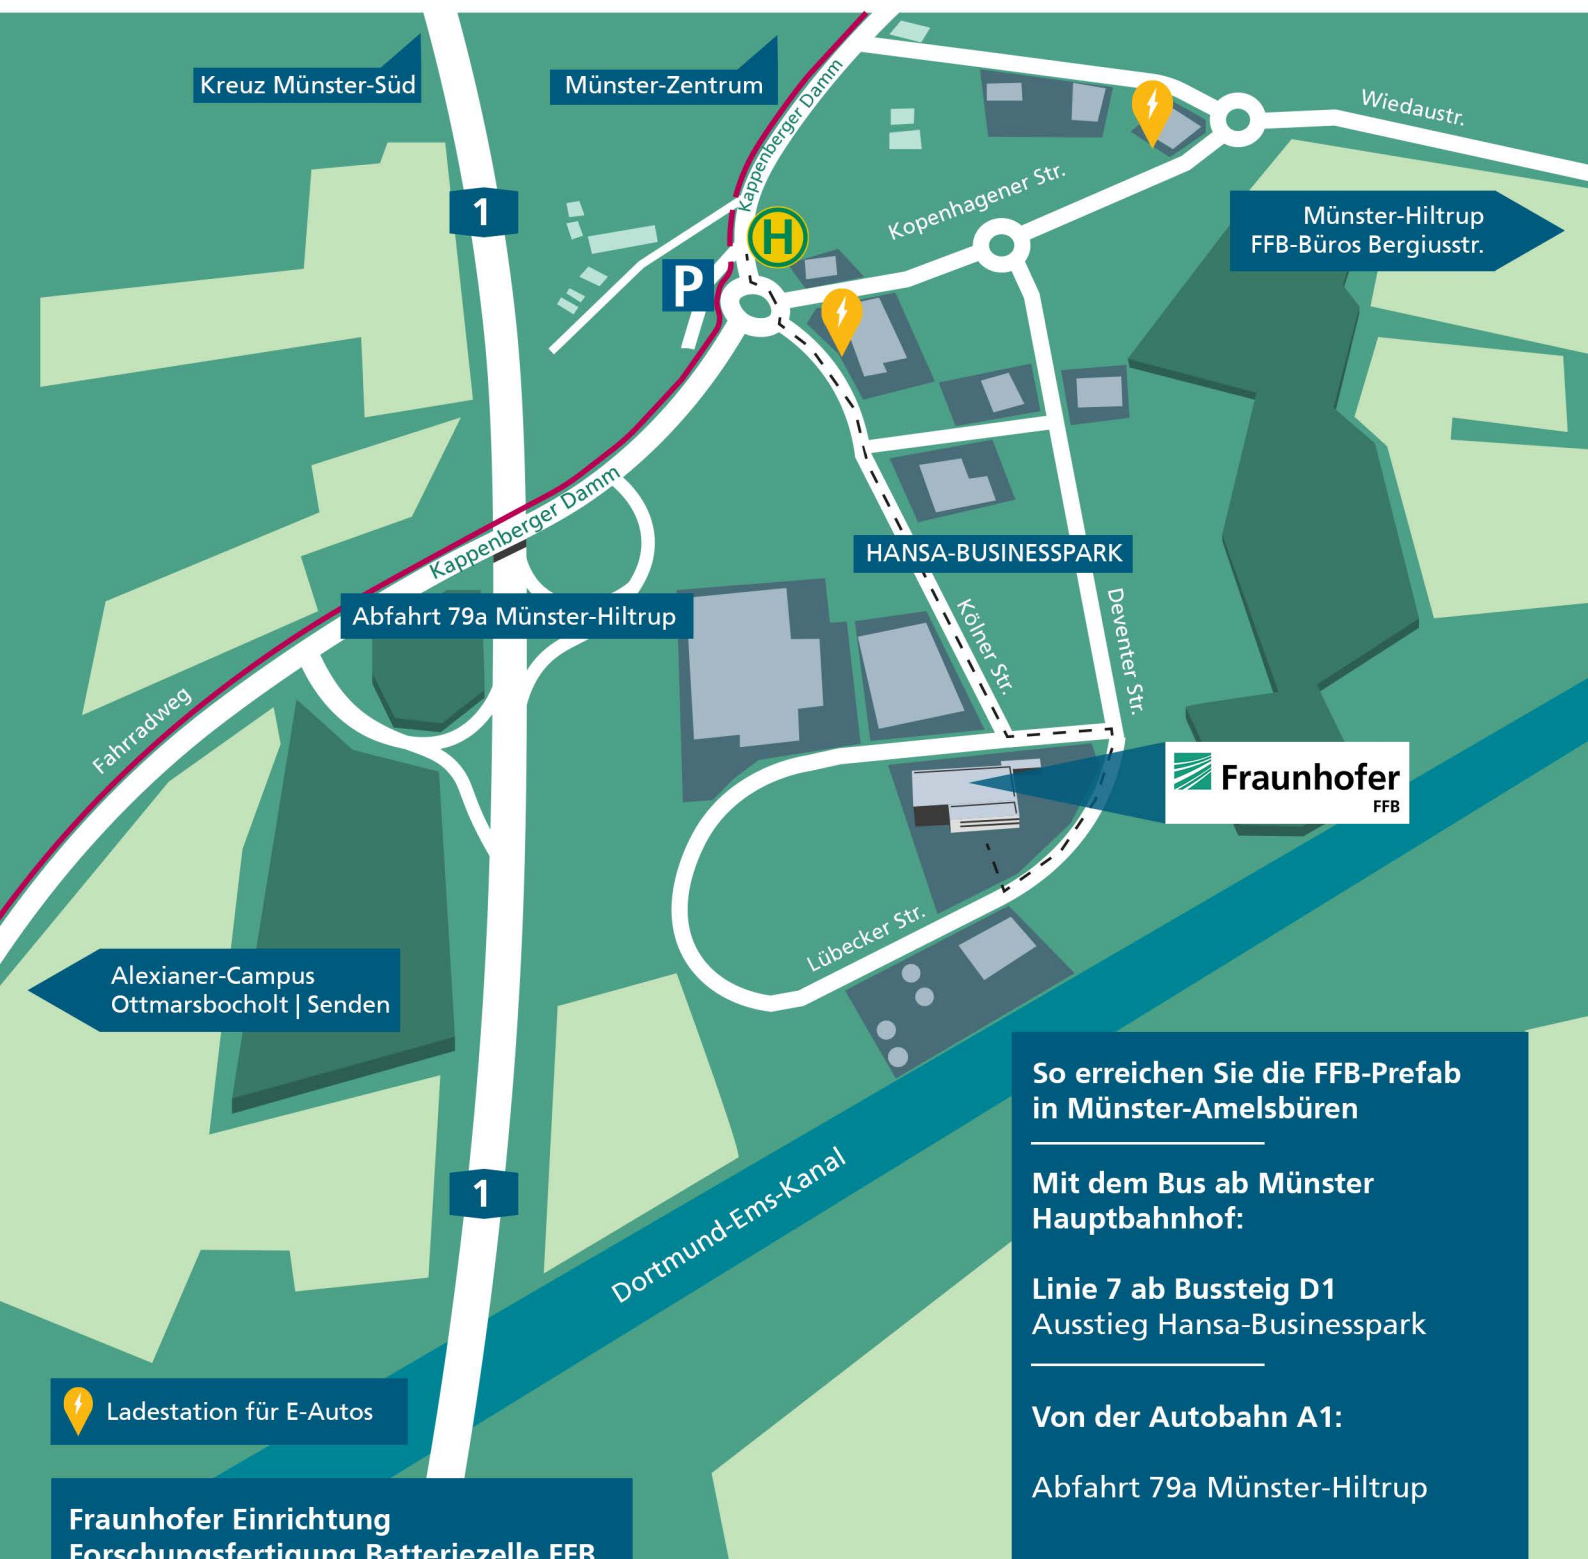 Kreuz Münster-Süd
Münster-Zentrum
Kappenberger Damm
Wiedaustr.
1
Kopenhagener Str.
H
P
Münster-Hiltrup
FFB-Büros Bergiusstr.
Kappenberger Damm
HANSA-BUSINESSPARK
Abfahrt 79a Münster-Hiltrup
Kölner Str.
Deventer Str.
Fahrradweg
Fraunhofer
FFB
Lübecker Str.
Alexianer-Campus
Ottmarsbocholt | Senden
1
Dortmund-Ems-Kanal
So erreichen Sie die FFB-Prefab
in Münster-Amelsbüren
Mit dem Bus ab Münster
Hauptbahnhof:
Linie 7 ab Bussteig D1
Ausstieg Hansa-Businesspark
Von der Autobahn A1:
Abfahrt 79a Münster-Hiltrup
Ladestation für E-Autos
Fraunhofer Einrichtung
Forschungsfertigung Batteriezelle FFB